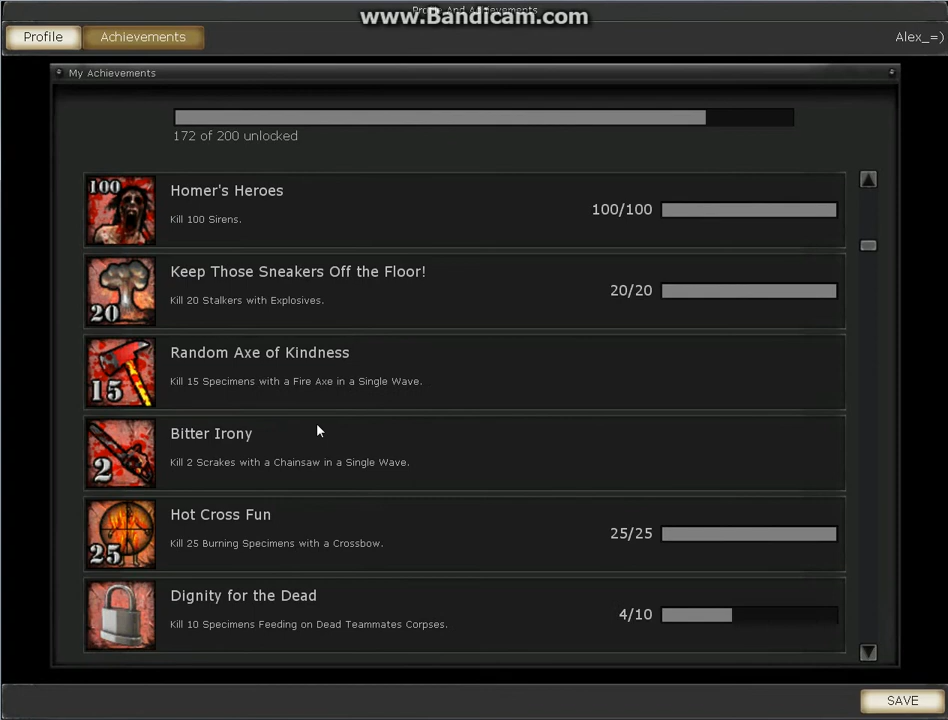 www.Bandicam.com
Profile And Achievements
Profile
Achievements
Alex_=)
My Achievements
172 of 200 unlocked
100
Homer's Heroes
Kill 100 Sirens.
100/100
20
Keep Those Sneakers Off the Floor!
Kill 20 Stalkers with Explosives.
20/20
15
Random Axe of Kindness
Kill 15 Specimens with a Fire Axe in a Single Wave.
2
Bitter Irony
Kill 2 Scrakes with a Chainsaw in a Single Wave.
25
Hot Cross Fun
Kill 25 Burning Specimens with a Crossbow.
25/25
Dignity for the Dead
Kill 10 Specimens Feeding on Dead Teammates Corpses.
4/10
SAVE